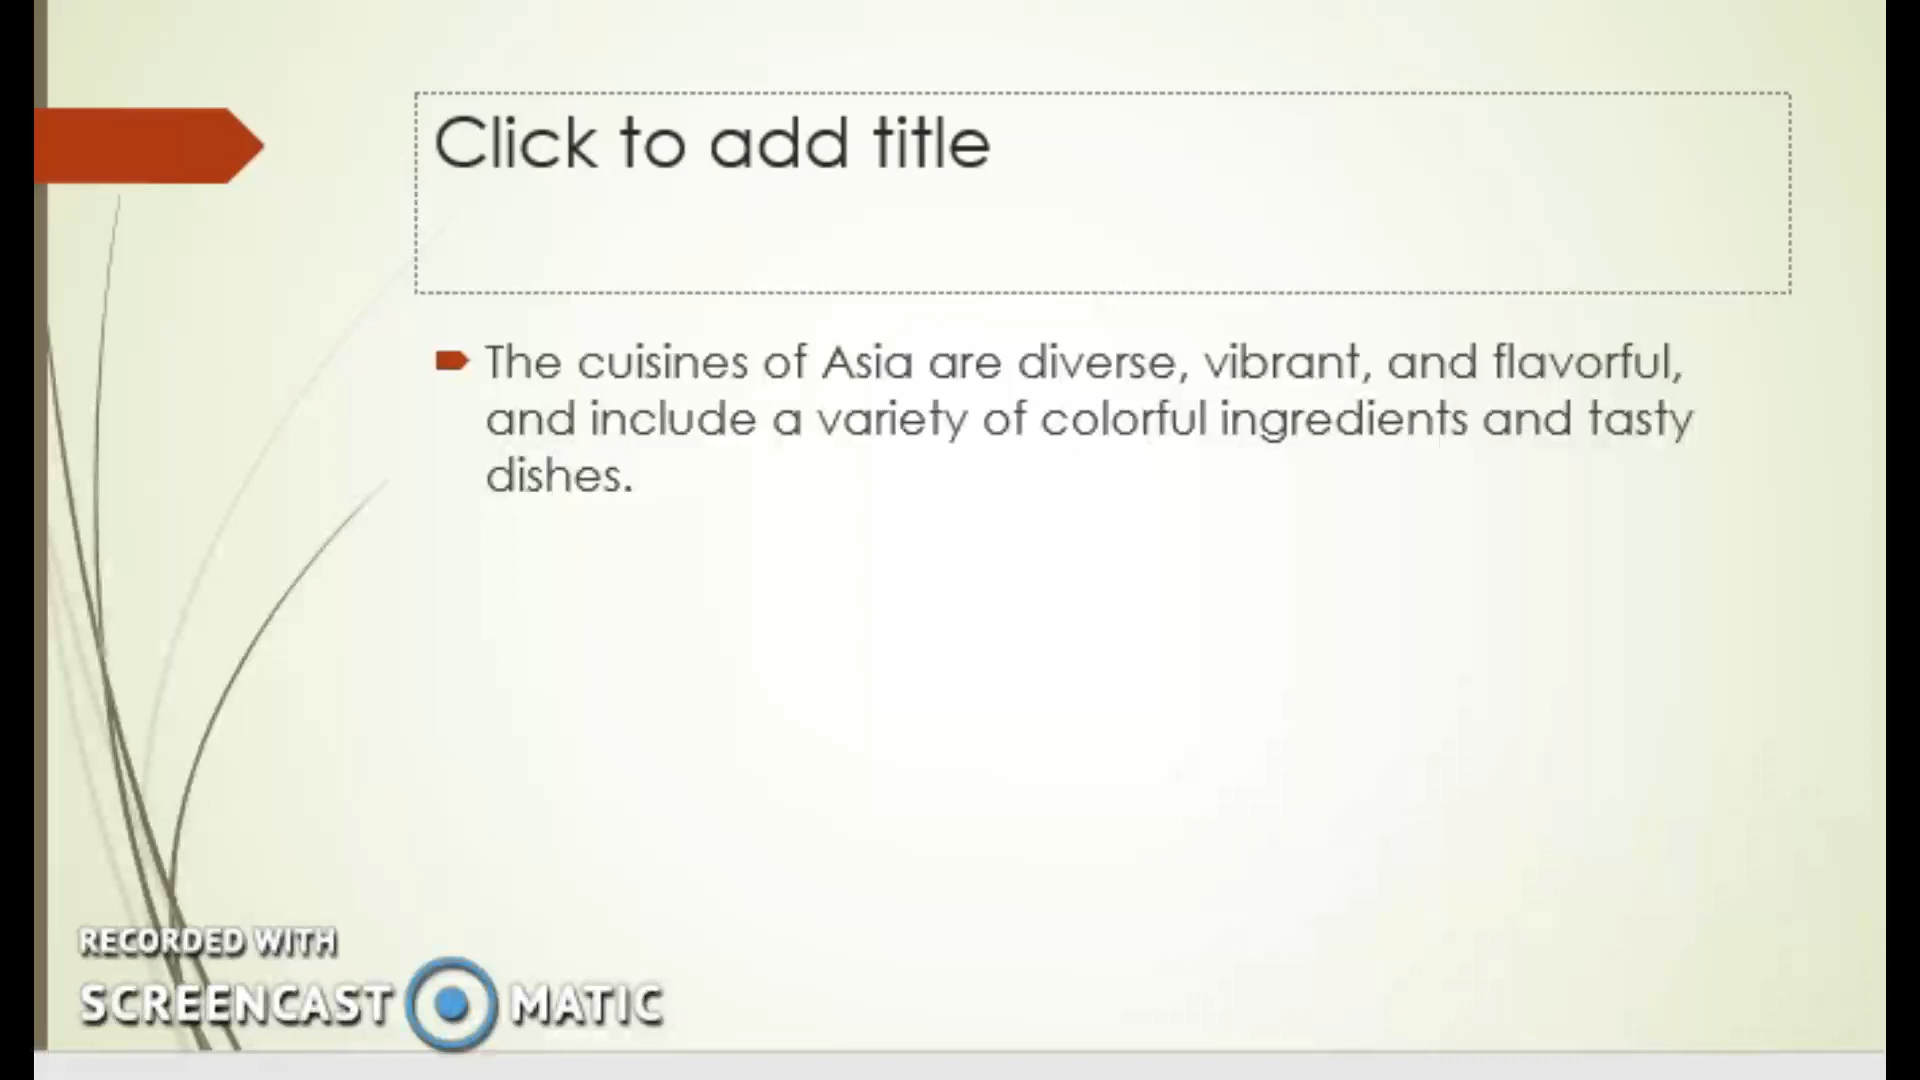 Click to add title
The cuisines of Asia are diverse, vibrant, and flavorful,
and include a variety of colorful ingredients and tasty
dishes.
RECORDED WITH
SCREENCAST MATIC